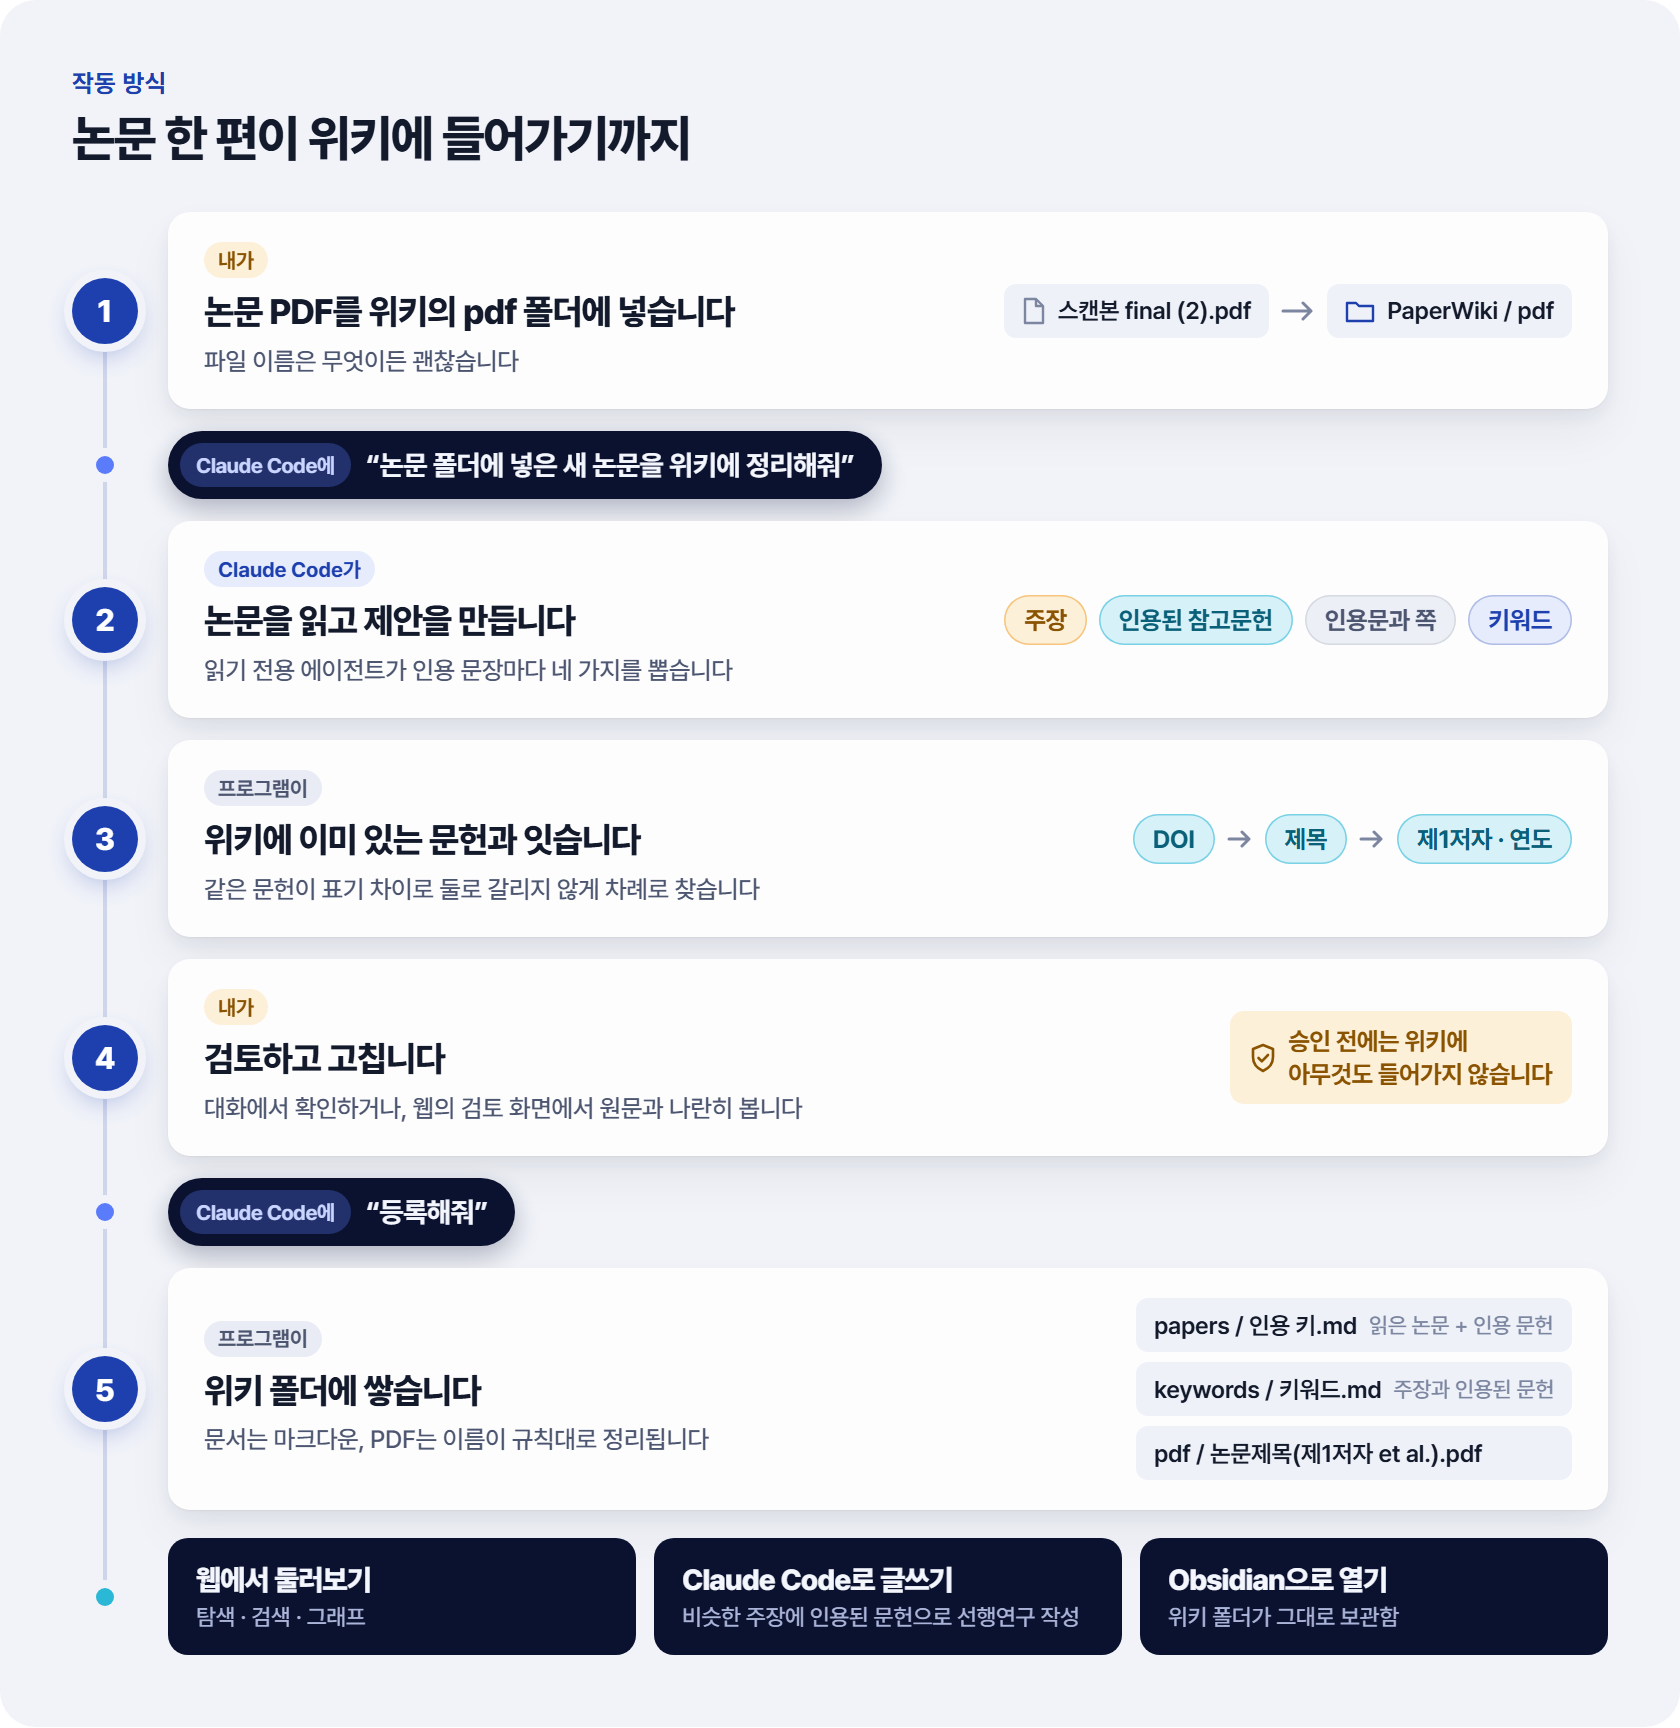 작동 방식
논문 한 편이 위키에 들어가기까지
1
내가
논문 PDF를 위키의 pdf 폴더에 넣습니다
파일 이름은 무엇이든 괜찮습니다
스캔본 final (2).pdf → PaperWiki / pdf
Claude Code에 “논문 폴더에 넣은 새 논문을 위키에 정리해줘”
2
Claude Code가
논문을 읽고 제안을 만듭니다
읽기 전용 에이전트가 인용 문장마다 네 가지를 뽑습니다
주장 인용된 참고문헌 인용문과 쪽 키워드
3
프로그램이
위키에 이미 있는 문헌과 잇습니다
같은 문헌이 표기 차이로 둘로 갈리지 않게 차례로 찾습니다
DOI → 제목 → 제1저자 · 연도
4
내가
검토하고 고칩니다
대화에서 확인하거나, 웹의 검토 화면에서 원문과 나란히 봅니다
승인 전에는 위키에
아무것도 들어가지 않습니다
Claude Code에 “등록해줘”
5
프로그램이
위키 폴더에 쌓습니다
문서는 마크다운, PDF는 이름이 규칙대로 정리됩니다
papers / 인용 키.md 읽은 논문 + 인용 문헌
keywords / 키워드.md 주장과 인용된 문헌
pdf / 논문제목(제1저자 et al.).pdf
웹에서 둘러보기
탐색 · 검색 · 그래프
Claude Code로 글쓰기
비슷한 주장에 인용된 문헌으로 선행연구 작성
Obsidian으로 열기
위키 폴더가 그대로 보관함